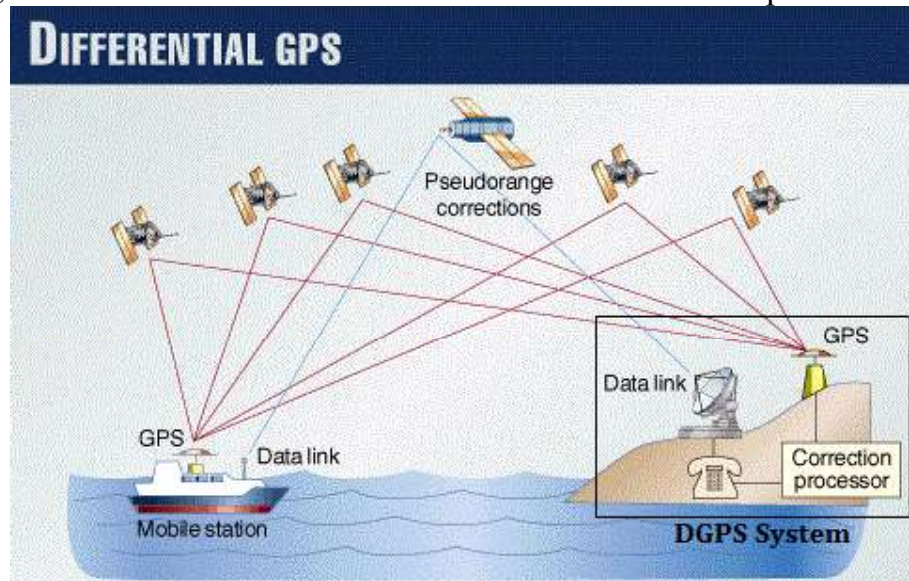 DIFFERENTIAL GPS
Pseudorange
corrections
GPS
Data link
GPS
Data link
Correction
processor
Mobile station
DGPS System